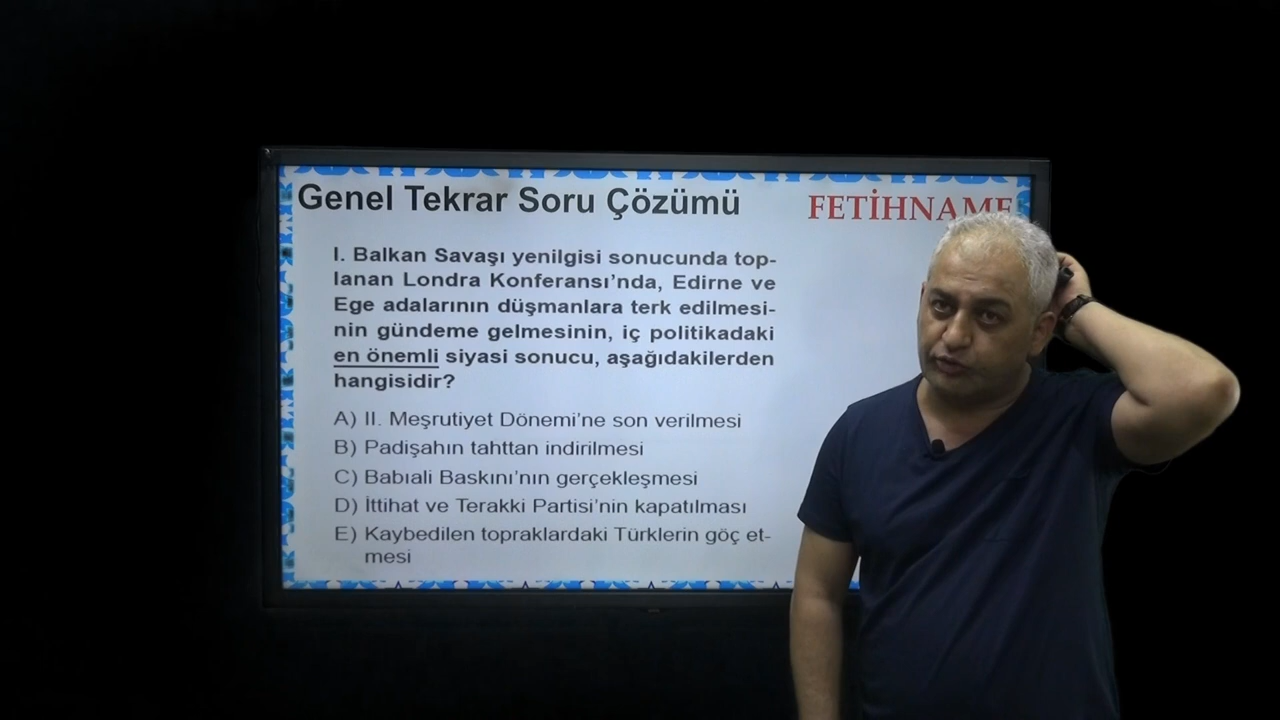 Genel Tekrar Soru Çözümü
FETİHNAME
I. Balkan Savaşı yenilgisi sonucunda top-
lanan Londra Konferansı'nda, Edirne ve
Ege adalarının düşmanlara terk edilmesi-
nin gündeme gelmesinin, iç politikadaki
en önemli siyasi sonucu, aşağıdakilerden
hangisidir?
A) II. Meşrutiyet Dönemi'ne son verilmesi
B) Padişahın tahttan indirilmesi
C) Babıali Baskını'nın gerçekleşmesi
D) İttihat ve Terakki Partisi'nin kapatılması
E) Kaybedilen topraklardaki Türklerin göç et-
mesi